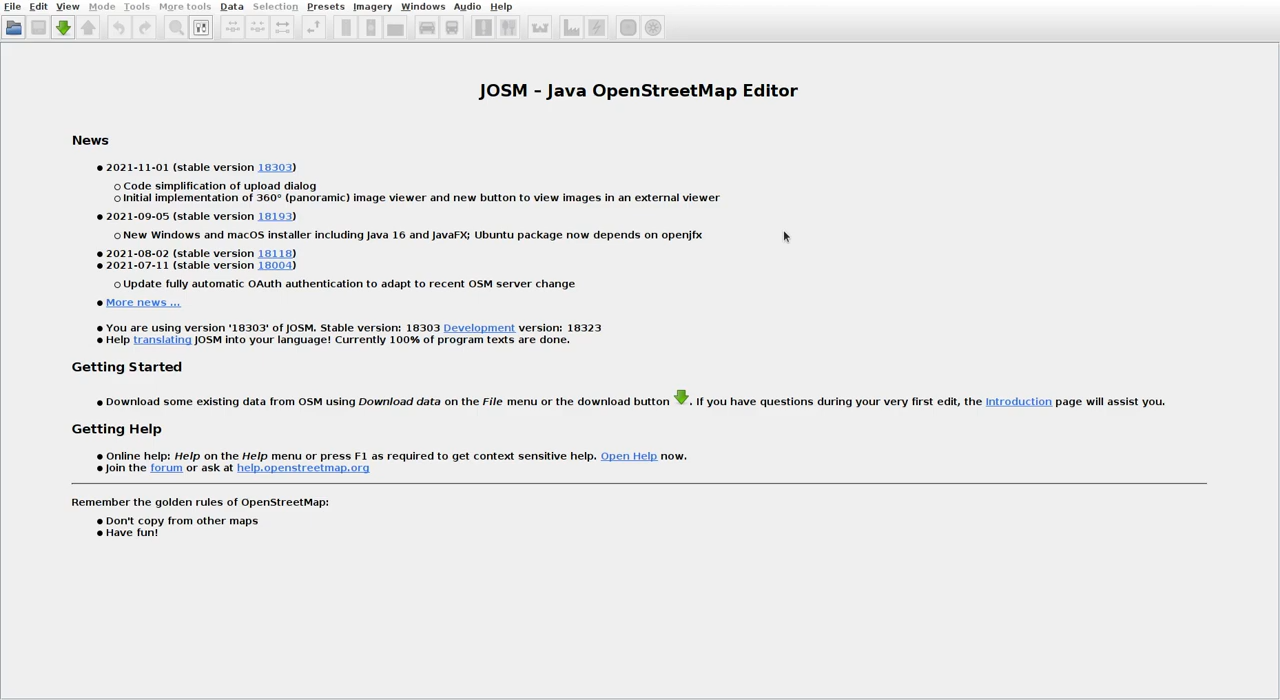 File Edit View Mode Tools More tools Data Selection Presets Imagery Windows Audio Help
JOSM – Java OpenStreetMap Editor
News
2021-11-01 (stable version 18303)
Code simplification of upload dialog
Initial implementation of 360° (panoramic) image viewer and new button to view images in an external viewer
2021-09-05 (stable version 18193)
New Windows and macOS installer including Java 16 and JavaFX; Ubuntu package now depends on openjfx
2021-08-02 (stable version 18118)
2021-07-11 (stable version 18004)
Update fully automatic OAuth authentication to adapt to recent OSM server change
More news ...
You are using version '18303' of JOSM. Stable version: 18303 Development version: 18323
Help translating JOSM into your language! Currently 100% of program texts are done.
Getting Started
Download some existing data from OSM using Download data on the File menu or the download button . If you have questions during your very first edit, the Introduction page will assist you.
Getting Help
Online help: Help on the Help menu or press F1 as required to get context sensitive help. Open Help now.
Join the forum or ask at help.openstreetmap.org
Remember the golden rules of OpenStreetMap:
Don't copy from other maps
Have fun!